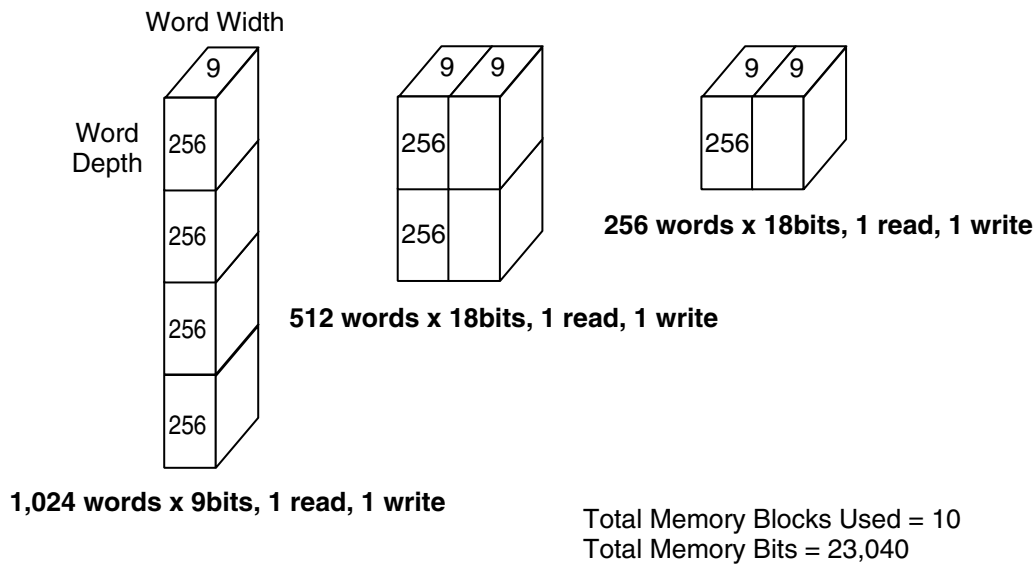 Word Width
9
Word
Depth
256
256
256
256
1,024 words x 9bits, 1 read, 1 write
9 9
256
256
512 words x 18bits, 1 read, 1 write
9 9
256
256 words x 18bits, 1 read, 1 write
Total Memory Blocks Used = 10
Total Memory Bits = 23,040